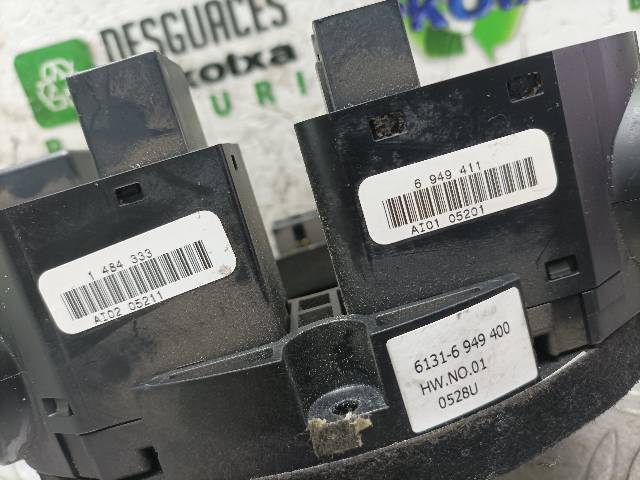 DESGUACES
kotxa
URI
1 484 333
AI02 05211
6 949 411
AI01 05201
6131-6 949 400
HW.NO.01
0528U